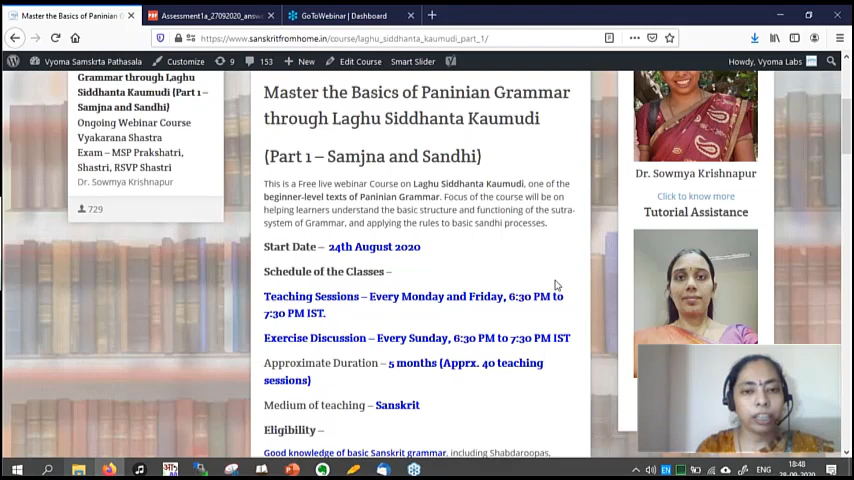 Master the Basics of Paninian G
Assessment1a_27092020_answe
GoToWebinar | Dashboard
https://www.sanskritfromhome.in/course/laghu_siddhanta_kaumudi_part_1/
Vyoma Samskrta Pathasala
Customize
9
153
New
Edit Course
Smart Slider
Howdy, Vyoma Labs
Grammar through Laghu
Siddhanta Kaumudi (Part 1 –
Samjna and Sandhi)
Ongoing Webinar Course
Vyakarana Shastra
Exam – MSP Prakshatri,
Shastri, RSVP Shastri
Dr. Sowmya Krishnapur
729
Master the Basics of Paninian Grammar
through Laghu Siddhanta Kaumudi
(Part 1 – Samjna and Sandhi)
This is a Free live webinar Course on Laghu Siddhanta Kaumudi, one of the
beginner-level texts of Paninian Grammar. Focus of the course will be on
helping learners understand the basic structure and functioning of the sutra-
system of Grammar, and applying the rules to basic sandhi processes.
Start Date – 24th August 2020
Schedule of the Classes –
Teaching Sessions – Every Monday and Friday, 6:30 PM to
7:30 PM IST.
Exercise Discussion – Every Sunday, 6:30 PM to 7:30 PM IST
Approximate Duration – 5 months (Apprx. 40 teaching
sessions)
Medium of teaching – Sanskrit
Eligibility –
Good knowledge of basic Sanskrit grammar, including Shabdaroopas,
Dr. Sowmya Krishnapur
Click to know more
Tutorial Assistance
EN
ENG
18:48
28-09-2020